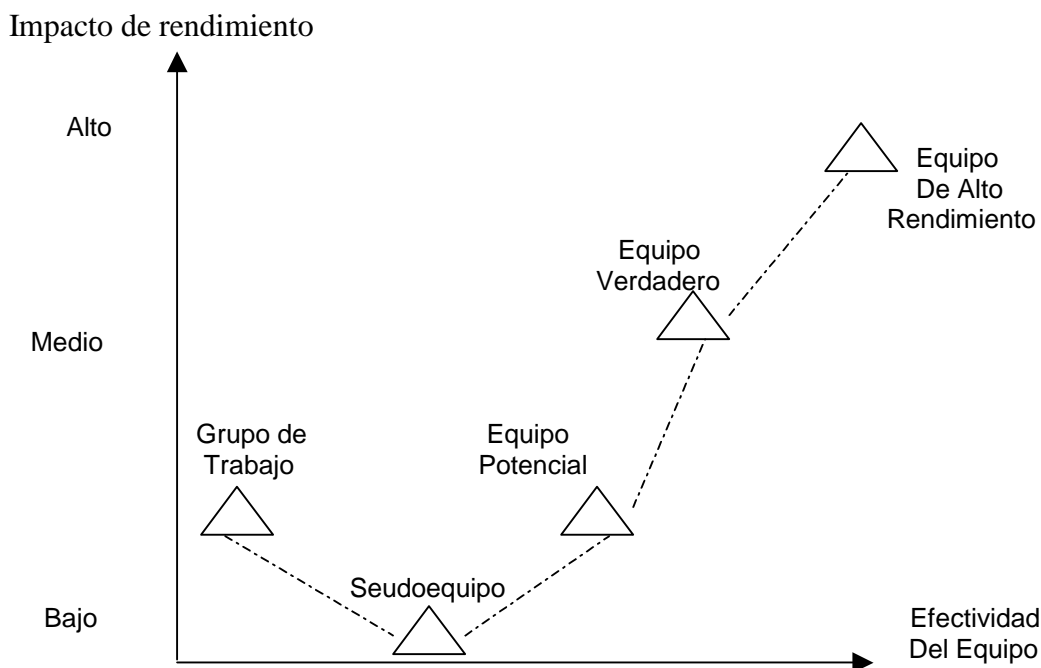 Impacto de rendimiento
Alto
Equipo
De Alto
Rendimiento
Equipo
Verdadero
Medio
Grupo de
Trabajo
Equipo
Potencial
Seudoequipo
Bajo
Efectividad
Del Equipo